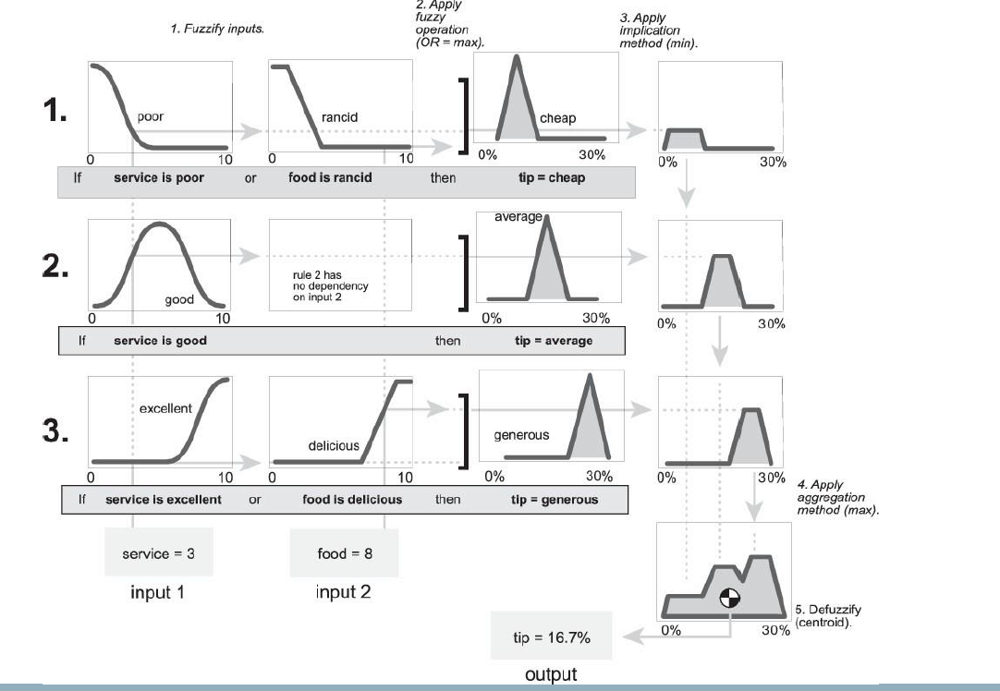 1. Fuzzify inputs.
2. Apply
fuzzy
operation
(OR = max).
3. Apply
implication
method (min).
1.
poor
0
10
rancid
0
10
cheap
0%
30%
0%
30%
If service is poor or food is rancid then tip = cheap
2.
good
0
10
rule 2 has
no dependency
on input 2
average
0%
30%
0%
30%
If service is good then tip = average
3.
excellent
0
10
delicious
0
10
generous
0%
30%
0%
30%
If service is excellent or food is delicious then tip = generous
4. Apply
aggregation
method (max).
service = 3
input 1
food = 8
input 2
0%
30%
5. Defuzzify
(centroid).
tip = 16.7%
output